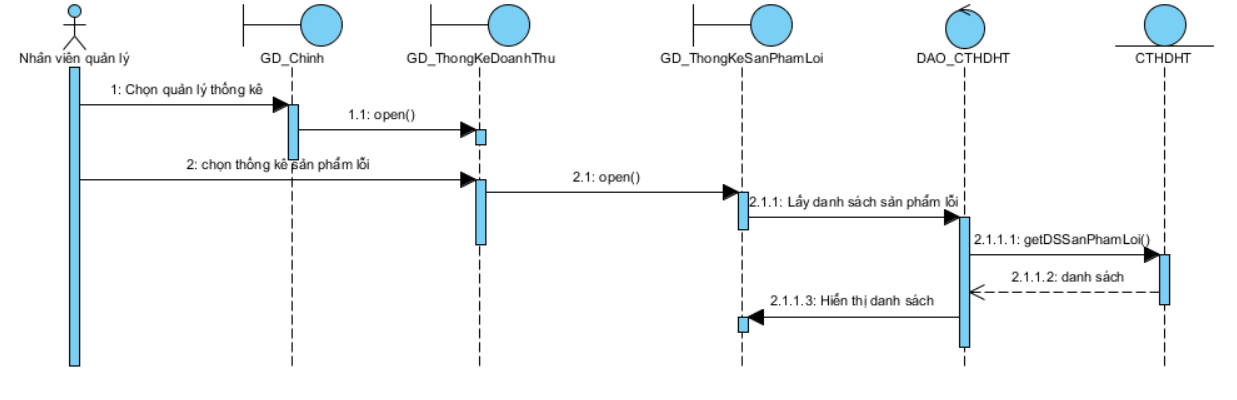 Nhân viên quản lý
GD_Chinh
GD_ThongKeDoanhThu
GD_ThongKeSanPhamLoi
DAO_CTHDHT
CTHDHT
1: Chọn quản lý thống kê
1.1: open()
2: chọn thống kê sản phẩm lỗi
2.1: open()
2.1.1: Lấy danh sách sản phẩm lỗi
2.1.1.1: getDSSanPhamLoi()
2.1.1.2: danh sách
2.1.1.3: Hiển thị danh sách